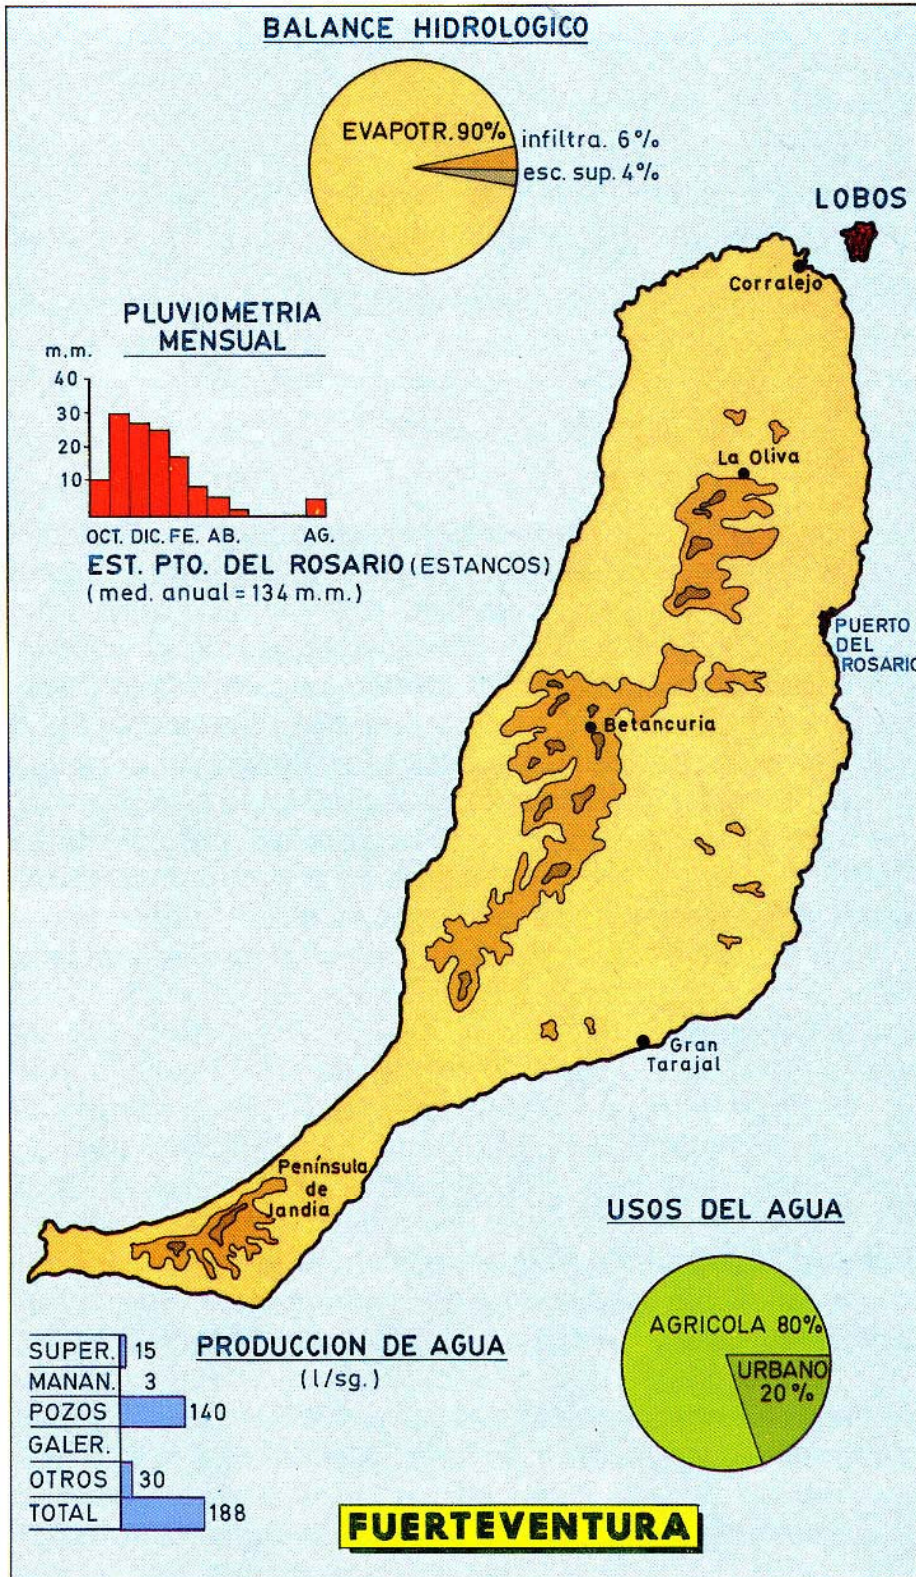 BALANCE HIDROLOGICO
EVAPOTR. 90%
infiltra. 6%
esc. sup. 4%
LOBOS
Corralejo
PLUVIOMETRIA
MENSUAL
m.m.
40
30
20
10
OCT. DIC. FE. AB. AG.
EST. PTO. DEL ROSARIO (ESTANCOS)
(med. anual = 134 m.m.)
La Oliva
PUERTO
DEL
ROSARIO
Betancuria
Gran
Tarajal
Península
de
Jandia
USOS DEL AGUA
AGRICOLA 80%
URBANO
20%
PRODUCCION DE AGUA
(l/sg.)
SUPER. 15
MANAN. 3
POZOS 140
GALER.
OTROS 30
TOTAL 188
FUERTEVENTURA